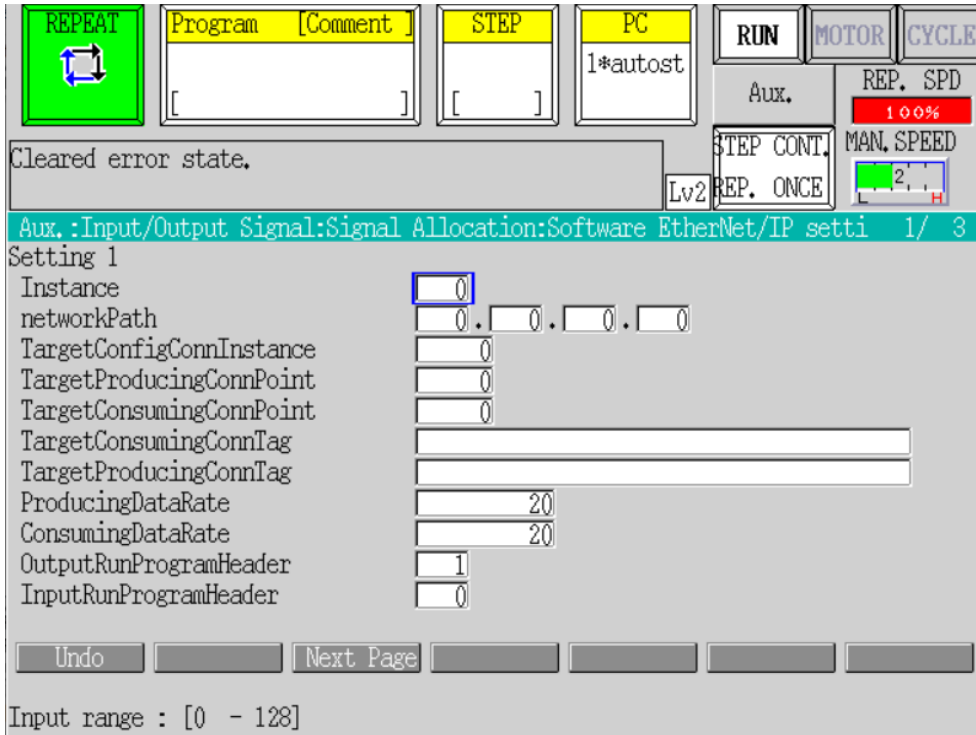 REPEAT
Program [Comment ]
[ ]
STEP
[ ]
PC
1*autost
RUN
MOTOR
CYCLE
Aux.
REP. SPD
100%
Cleared error state.
Lv2
STEP CONT.
REP. ONCE
MAN.SPEED
2
L H
Aux.:Input/Output Signal:Signal Allocation:Software EtherNet/IP setti 1/ 3
Setting 1
Instance 0
networkPath 0. 0. 0. 0
TargetConfigConnInstance 0
TargetProducingConnPoint 0
TargetConsumingConnPoint 0
TargetConsumingConnTag
TargetProducingConnTag
ProducingDataRate 20
ConsumingDataRate 20
OutputRunProgramHeader 1
InputRunProgramHeader 0
Undo Next Page
Input range : [0 - 128]